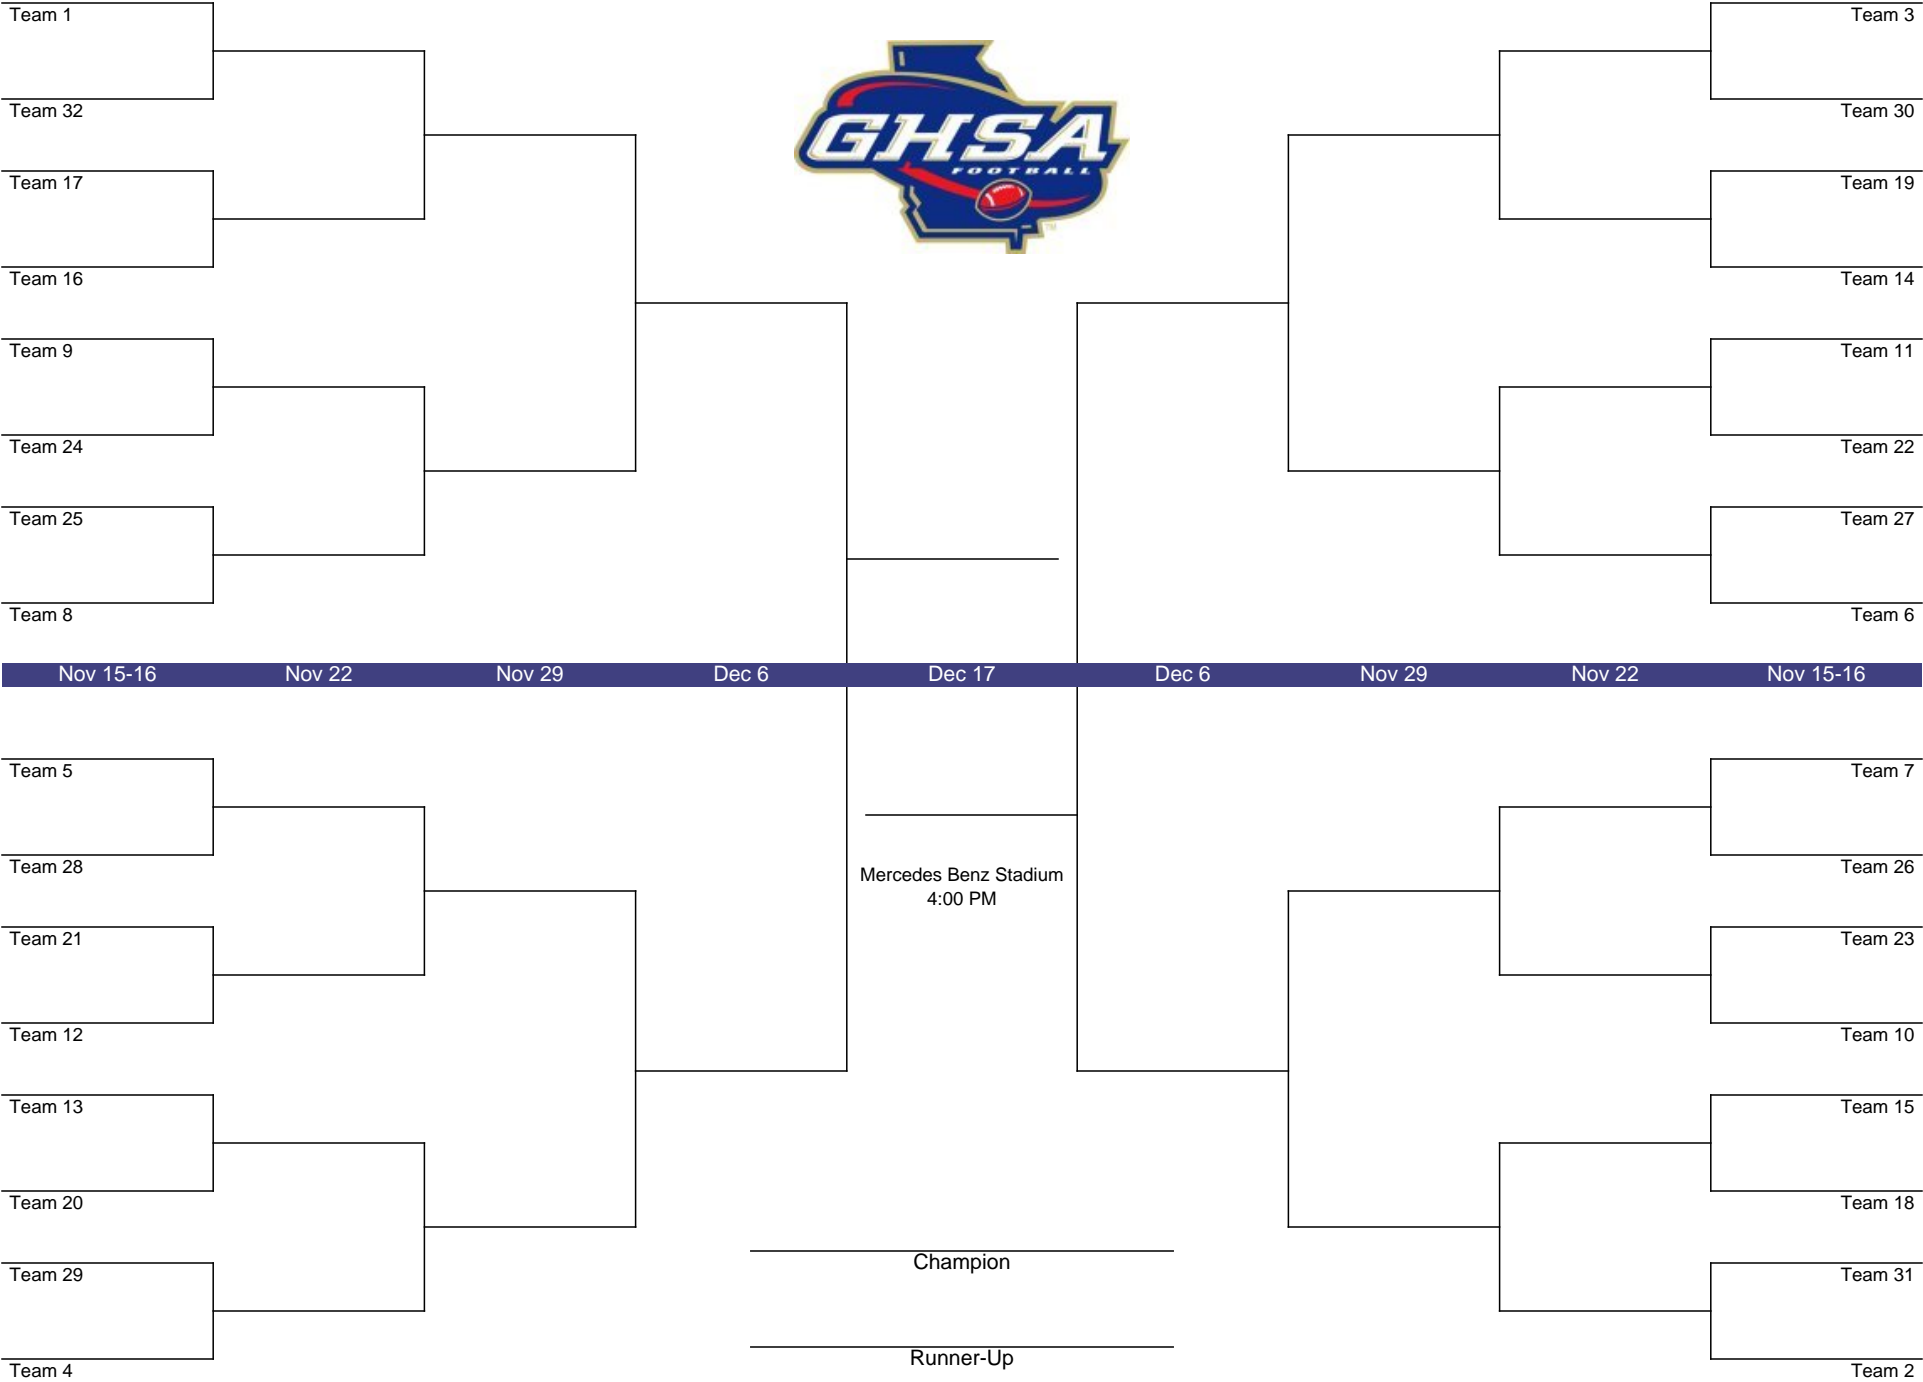 Team 1
Team 3
Team 32
Team 30
GHSA
FOOTBALL
TM
Team 17
Team 19
Team 16
Team 14
Team 9
Team 11
Team 24
Team 22
Team 25
Team 27
Team 8
Team 6
Nov 15-16 Nov 22 Nov 29 Dec 6 Dec 17 Dec 6 Nov 29 Nov 22 Nov 15-16
Team 5
Team 7
Team 28
Mercedes Benz Stadium
4:00 PM
Team 26
Team 21
Team 23
Team 12
Team 10
Team 13
Team 15
Team 20
Team 18
Champion
Team 29
Team 31
Runner-Up
Team 4
Team 2